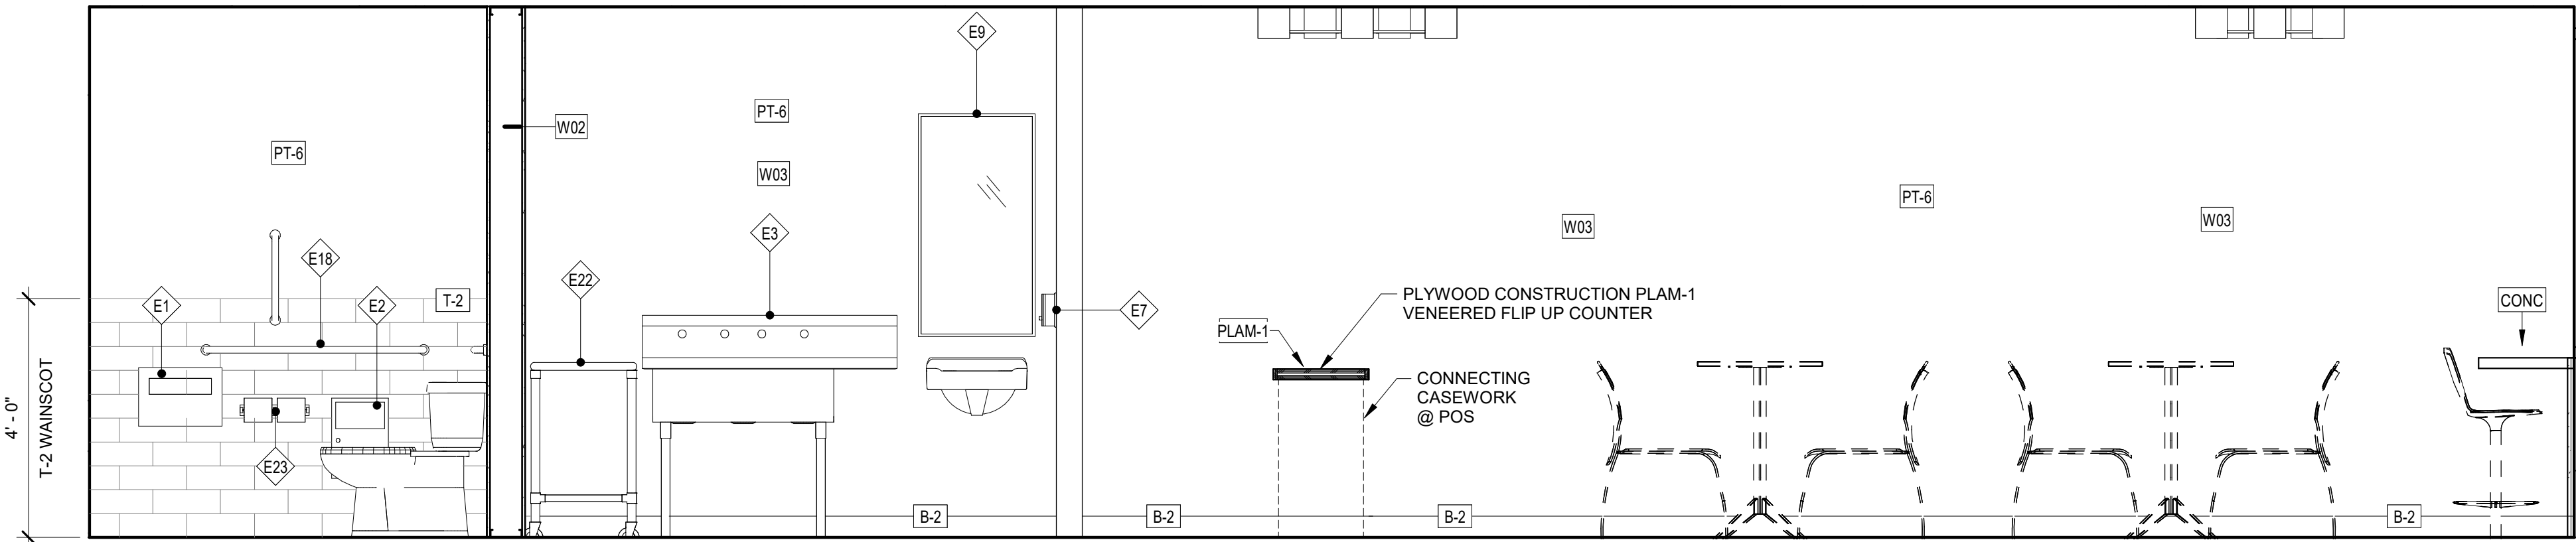 E9
PT-6
W02
PT-6
W03
PT-6
W03
W03
E3
E18
E22
E1
E2
T-2
E7
PLYWOOD CONSTRUCTION PLAM-1
VENEERED FLIP UP COUNTER
CONC
PLAM-1
CONNECTING
CASEWORK
@ POS
4' - 0"
T-2 WAINSCOT
E23
B-2
B-2
B-2
B-2